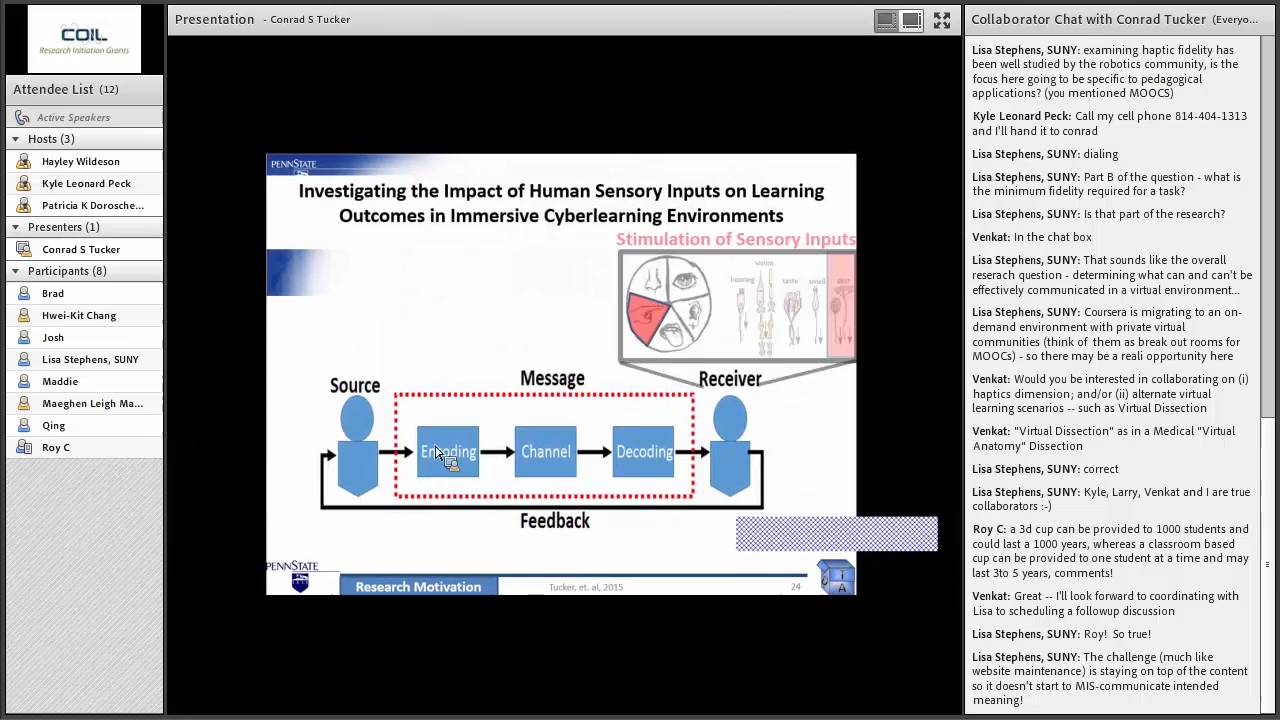 Presentation - Conrad S Tucker
COIL
Research Initiation Grants
Attendee List (12)
Active Speakers
Hosts (3)
Hayley Wildeson
Kyle Leonard Peck
Patricia K Dorosche...
Presenters (1)
Conrad S Tucker
Participants (8)
Brad
Hwei-Kit Chang
Josh
Lisa Stephens, SUNY
Maddie
Maeghen Leigh Ma...
Qing
Roy C
PENNSTATE
Investigating the Impact of Human Sensory Inputs on Learning
Outcomes in Immersive Cyberlearning Environments
Stimulation of Sensory Inputs
taste
smell
Source
Message
Receiver
Encoding
Channel
Decoding
Feedback
PENNSTATE
Research Motivation
Tucker, et. al, 2015
24
Collaborator Chat with Conrad Tucker (Everyo...
Lisa Stephens, SUNY: examining haptic fidelity has
been well studied by the robotics community, is the
focus here going to be specific to pedagogical
applications? (you mentioned MOOCS)
Kyle Leonard Peck: Call my cell phone 814-404-1313
and I'll hand it to conrad
Lisa Stephens, SUNY: dialing
Lisa Stephens, SUNY: Part B of the question - what is
the minimum fidelity required for a task?
Lisa Stephens, SUNY: Is that part of the research?
Venkat: In the chat box
Lisa Stephens, SUNY: That sounds like the overall
reserach question - determining what can and can't be
effectively communicated in a virtual environment...
Lisa Stephens, SUNY: Coursera is migrating to an on-
demand environment with private virtual
communities (think of them as break out rooms for
MOOCs) - so there may be a reali opportunity here
Venkat: Would you be interested in collaborating on (i)
haptics dimension; and/or (ii) alternate virtual
learning scenarios -- such as Virtual Dissection
Venkat: "Virtual Dissection" as in a Medical "Virtual
Anatomy" Dissection
Lisa Stephens, SUNY: correct
Lisa Stephens, SUNY: Kyle, Larry, Venkat and I are true
collaborators :-)
Roy C: a 3d cup can be provided to 1000 students and
could last a 1000 years, whereas a classroom based
cup can be provided to one student at a time and may
last 3to 5 years, comments!
Venkat: Great -- I'll look forward to coordinating with
Lisa to scheduling a followup discussion
Lisa Stephens, SUNY: Roy! So true!
Lisa Stephens, SUNY: The challenge (much like
website maintenance) is staying on top of the content
so it doesn't start to MIS-communicate intended
meaning!